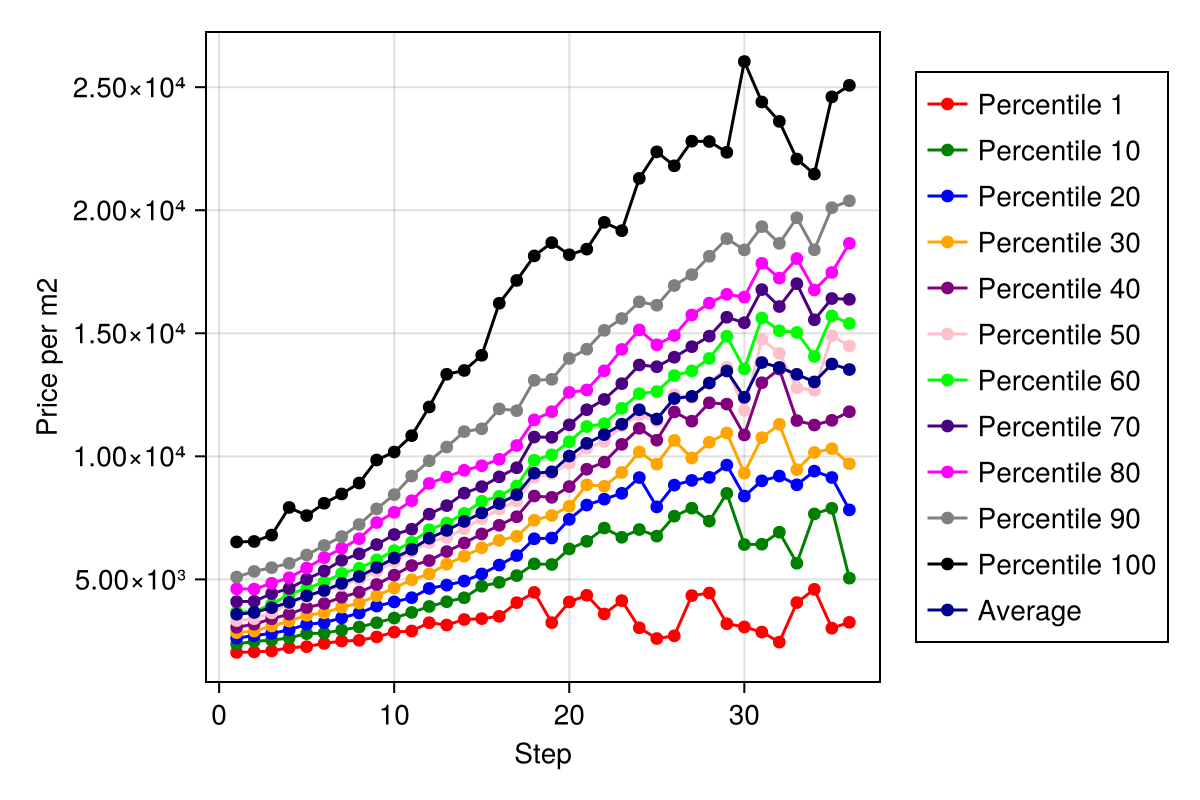 2.50×10⁴
2.00×10⁴
1.50×10⁴
1.00×10⁴
5.00×10³
Price per m2
0 10 20 30
Step
Percentile 1
Percentile 10
Percentile 20
Percentile 30
Percentile 40
Percentile 50
Percentile 60
Percentile 70
Percentile 80
Percentile 90
Percentile 100
Average